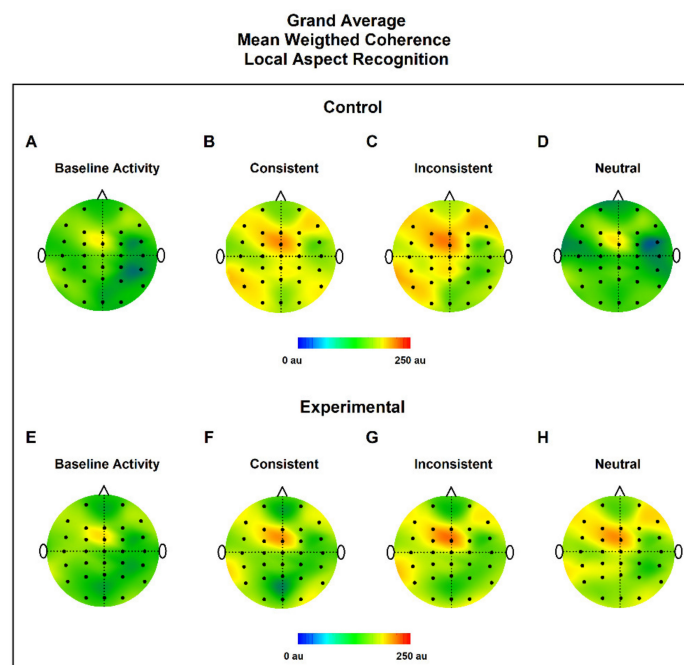 Grand Average
Mean Weigthed Coherence
Local Aspect Recognition
Control
A B C D
Baseline Activity Consistent Inconsistent Neutral
0 au 250 au
Experimental
E F G H
Baseline Activity Consistent Inconsistent Neutral
0 au 250 au